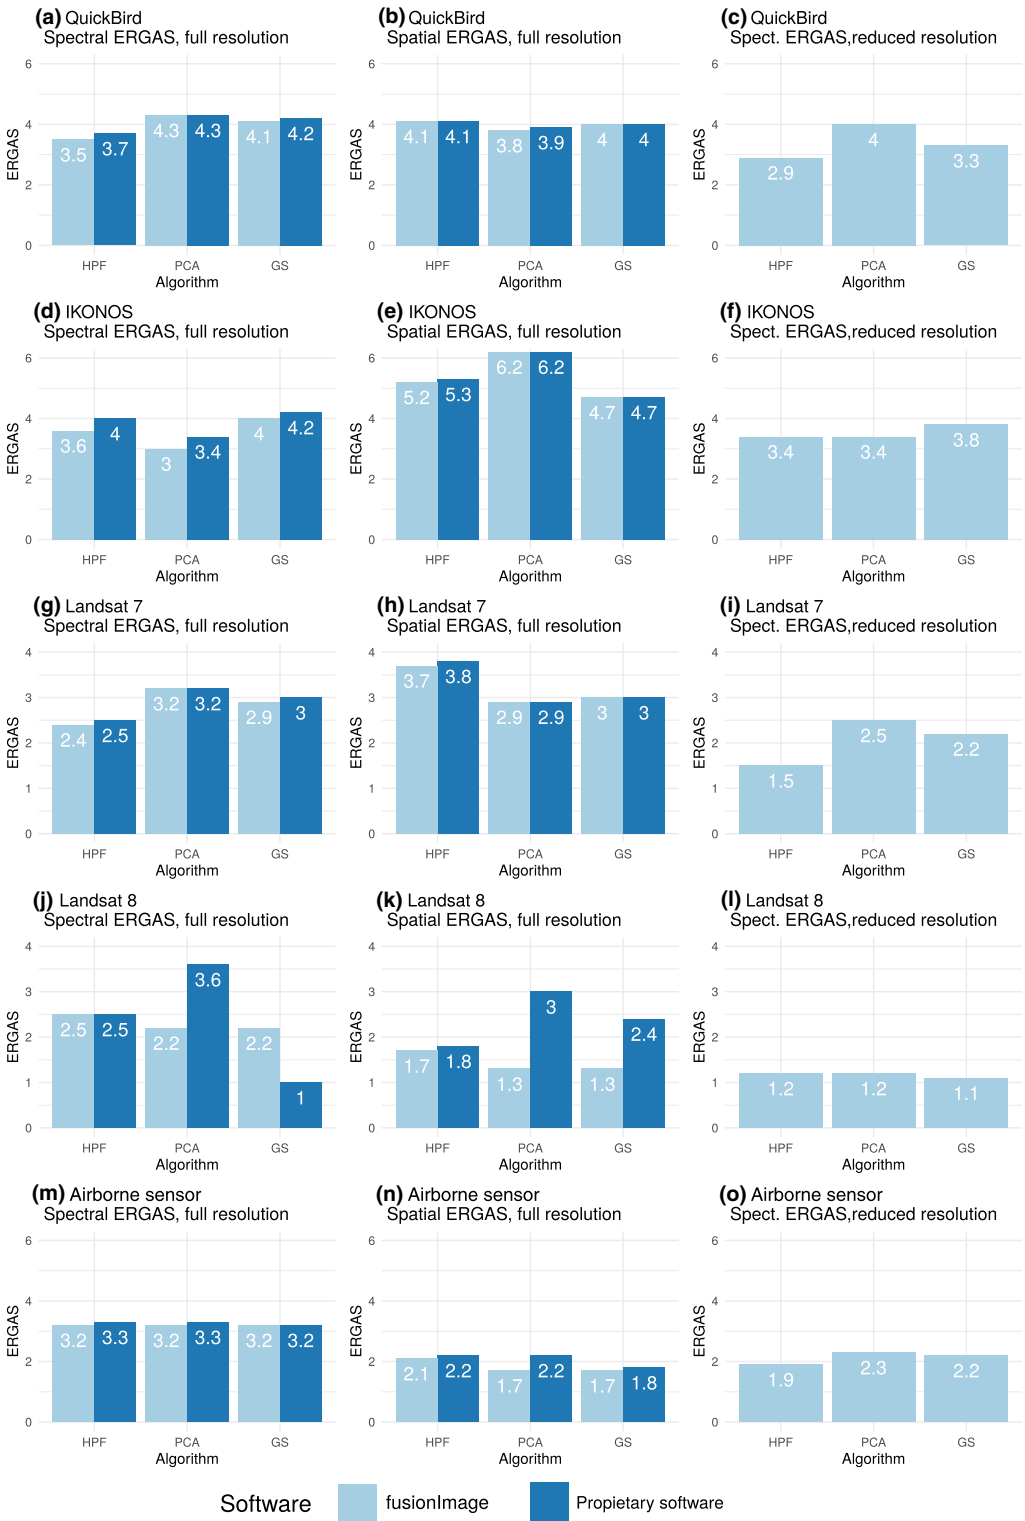 (a) QuickBird
Spectral ERGAS, full resolution
6
4
2
0
ERGAS
3.5
3.7
4.3
4.3
4.1
4.2
HPF
PCA
GS
Algorithm
(b) QuickBird
Spatial ERGAS, full resolution
6
4
2
0
ERGAS
4.1
4.1
3.8
3.9
4
4
HPF
PCA
GS
Algorithm
(c) QuickBird
Spect. ERGAS,reduced resolution
6
4
2
0
ERGAS
2.9
4
3.3
HPF
PCA
GS
Algorithm
(d) IKONOS
Spectral ERGAS, full resolution
6
4
2
0
ERGAS
3.6
4
3
3.4
4
4.2
HPF
PCA
GS
Algorithm
(e) IKONOS
Spatial ERGAS, full resolution
6
4
2
0
ERGAS
5.2
5.3
6.2
6.2
4.7
4.7
HPF
PCA
GS
Algorithm
(f) IKONOS
Spect. ERGAS,reduced resolution
6
4
2
0
ERGAS
3.4
3.4
3.8
HPF
PCA
GS
Algorithm
(g) Landsat 7
Spectral ERGAS, full resolution
4
3
2
1
0
ERGAS
2.4
2.5
3.2
3.2
2.9
3
HPF
PCA
GS
Algorithm
(h) Landsat 7
Spatial ERGAS, full resolution
4
3
2
1
0
ERGAS
3.7
3.8
2.9
2.9
3
3
HPF
PCA
GS
Algorithm
(i) Landsat 7
Spect. ERGAS,reduced resolution
4
3
2
1
0
ERGAS
1.5
2.5
2.2
HPF
PCA
GS
Algorithm
(j) Landsat 8
Spectral ERGAS, full resolution
4
3
2
1
0
ERGAS
2.5
2.5
2.2
3.6
2.2
1
HPF
PCA
GS
Algorithm
(k) Landsat 8
Spatial ERGAS, full resolution
4
3
2
1
0
ERGAS
1.7
1.8
1.3
3
1.3
2.4
HPF
PCA
GS
Algorithm
(l) Landsat 8
Spect. ERGAS,reduced resolution
4
3
2
1
0
ERGAS
1.2
1.2
1.1
HPF
PCA
GS
Algorithm
(m) Airborne sensor
Spectral ERGAS, full resolution
6
4
2
0
ERGAS
3.2
3.3
3.2
3.3
3.2
3.2
HPF
PCA
GS
Algorithm
(n) Airborne sensor
Spatial ERGAS, full resolution
6
4
2
0
ERGAS
2.1
2.2
1.7
2.2
1.7
1.8
HPF
PCA
GS
Algorithm
(o) Airborne sensor
Spect. ERGAS,reduced resolution
6
4
2
0
ERGAS
1.9
2.3
2.2
HPF
PCA
GS
Algorithm
Software
fusionImage
Propietary software